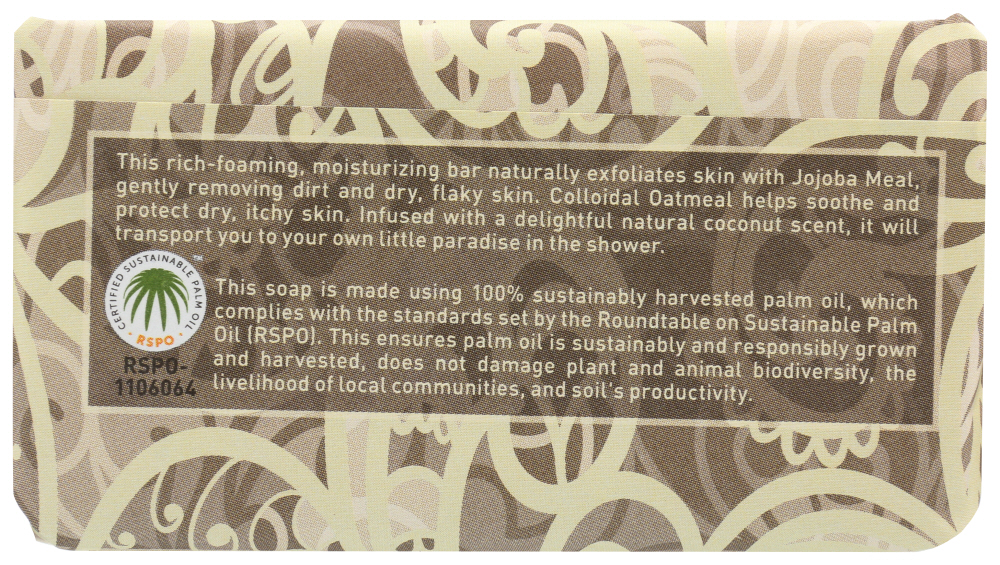 This rich-foaming, moisturizing bar naturally exfoliates skin with Jojoba Meal,
gently removing dirt and dry, flaky skin. Colloidal Oatmeal helps soothe and
protect dry, itchy skin. Infused with a delightful natural coconut scent, it will
transport you to your own little paradise in the shower.
CERTIFIED SUSTAINABLE PALM OIL ™
RSPO
RSPO-
1106064
This soap is made using 100% sustainably harvested palm oil, which
complies with the standards set by the Roundtable on Sustainable Palm
Oil (RSPO). This ensures palm oil is sustainably and responsibly grown
and harvested, does not damage plant and animal biodiversity, the
livelihood of local communities, and soil's productivity.